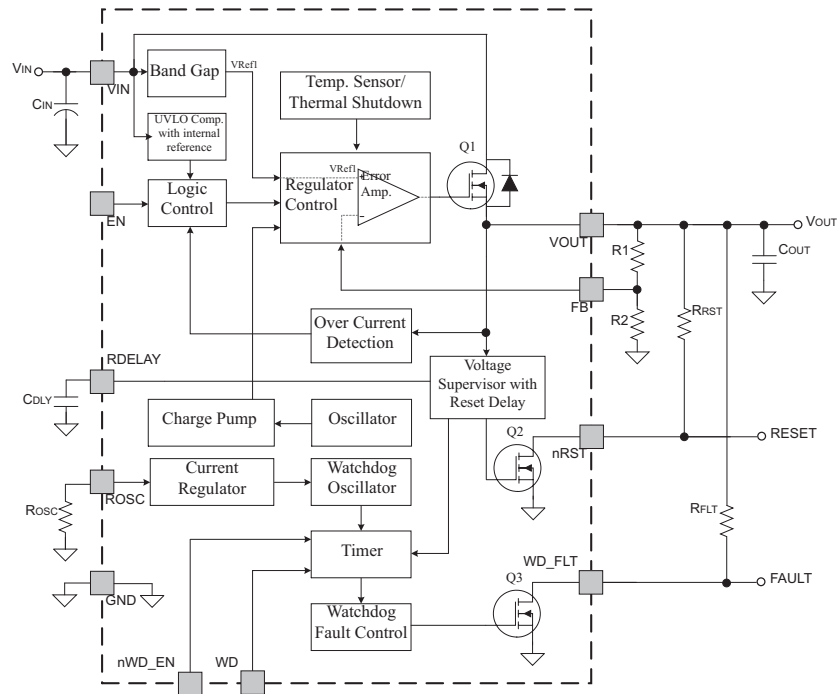 VIN
CIN
VIN
Band Gap
VRef1
UVLO Comp.
with internal
reference
EN
Logic
Control
Temp. Sensor/
Thermal Shutdown
Regulator
Control
VRef1
+
Error
Amp.
-
Q1
VOUT
R1
R2
FB
RRST
COUT
VOUT
Over Current
Detection
RDELAY
CDLY
Voltage
Supervisor with
Reset Delay
Charge Pump
Oscillator
Q2
nRST
RESET
ROSC
ROSC
Current
Regulator
Watchdog
Oscillator
RFLT
Timer
GND
Q3
WD_FLT
FAULT
Watchdog
Fault Control
nWD_EN
WD